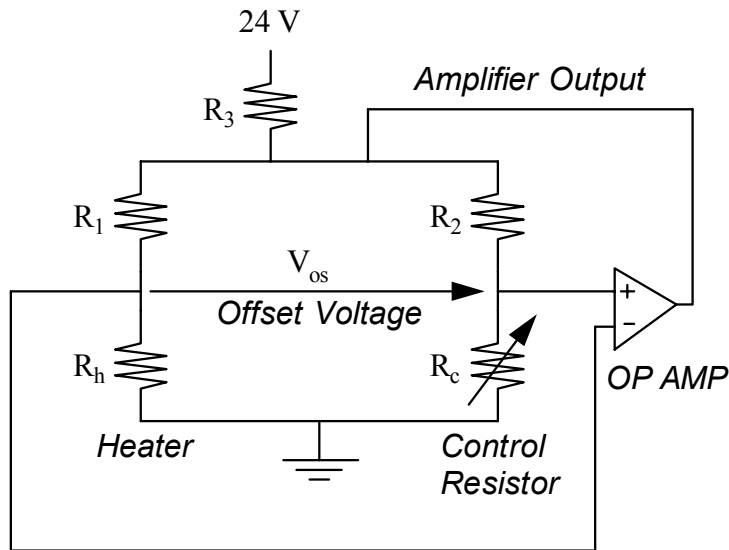 24 V
Amplifier Output
R3
R1
R2
Vos
Offset Voltage
+
-
Rh
Rc
OP AMP
Heater
Control
Resistor